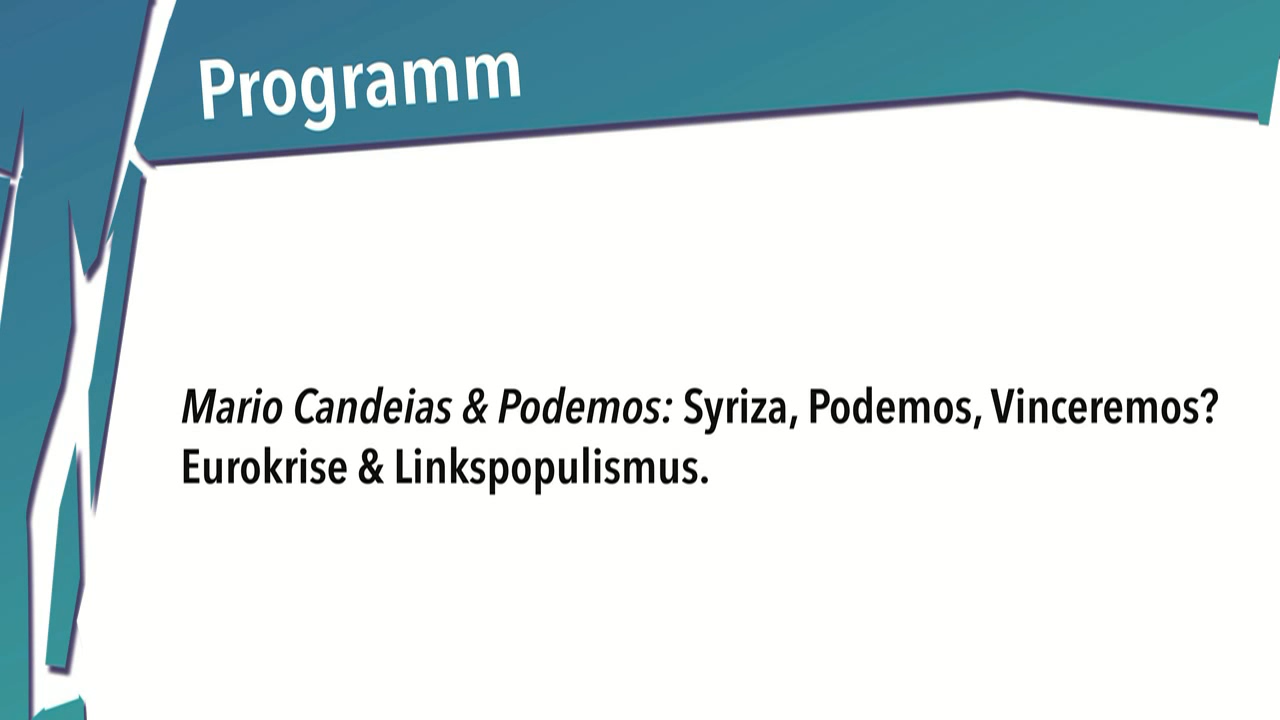 Programm
Mario Candeias & Podemos: Syriza, Podemos, Vinceremos?
Eurokrise & Linkspopulismus.